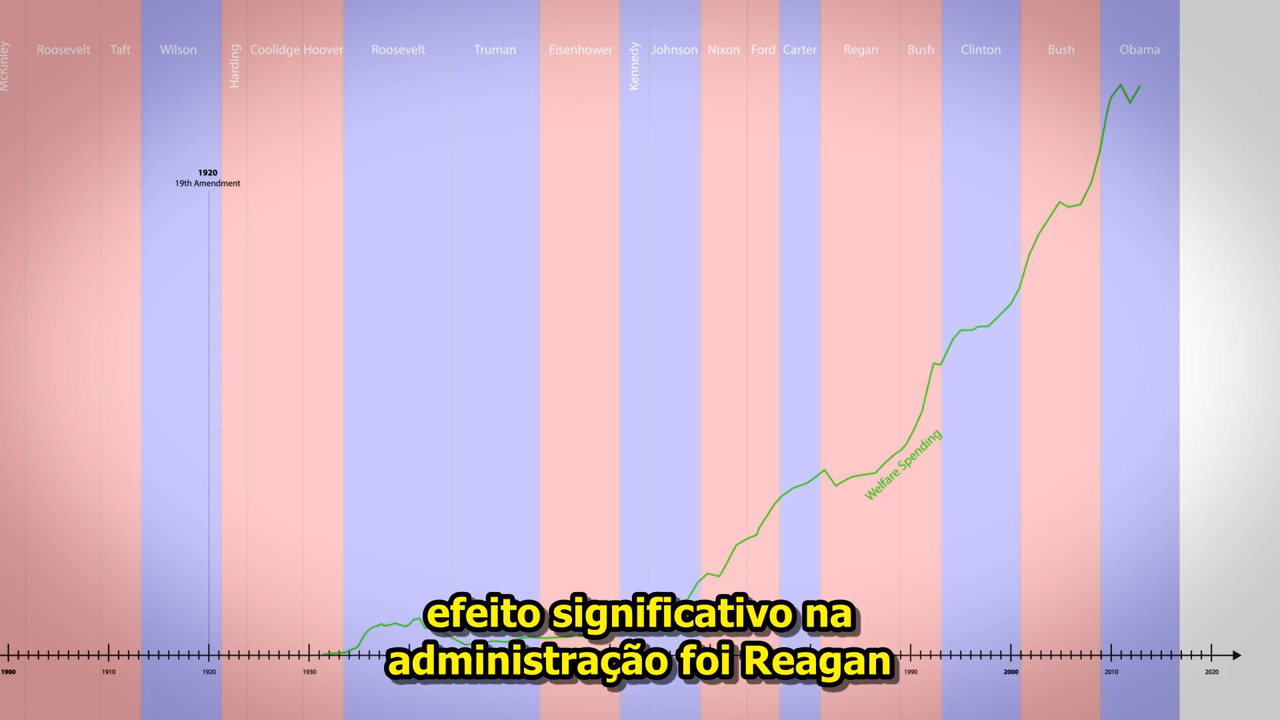 McKinley
Roosevelt
Taft
Wilson
Harding
Coolidge
Hoover
Roosevelt
Truman
Eisenhower
Kennedy
Johnson
Nixon
Ford
Carter
Regan
Bush
Clinton
Bush
Obama
1920
19th Amendment
Welfare Spending
efeito significativo na
administração foi Reagan
1900
1910
1920
1930
1990
2000
2010
2020